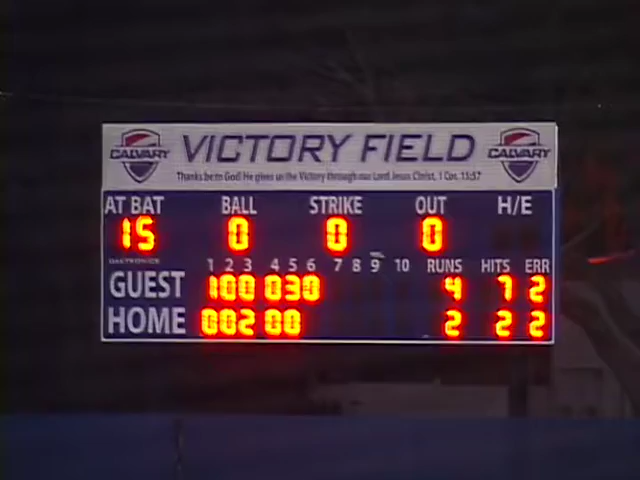 CALVARY VICTORY FIELD CALVARY
Thanks be to God! He gives us the Victory through our Lord Jesus Christ, 1 Cor. 15:57
AT BAT BALL STRIKE OUT H/E
15 0 0 0
DAKTRONICS 1 2 3 4 5 6 7 8 9 10 RUNS HITS ERR
GUEST 100 030 4 7 2
HOME 002 00 2 2 2